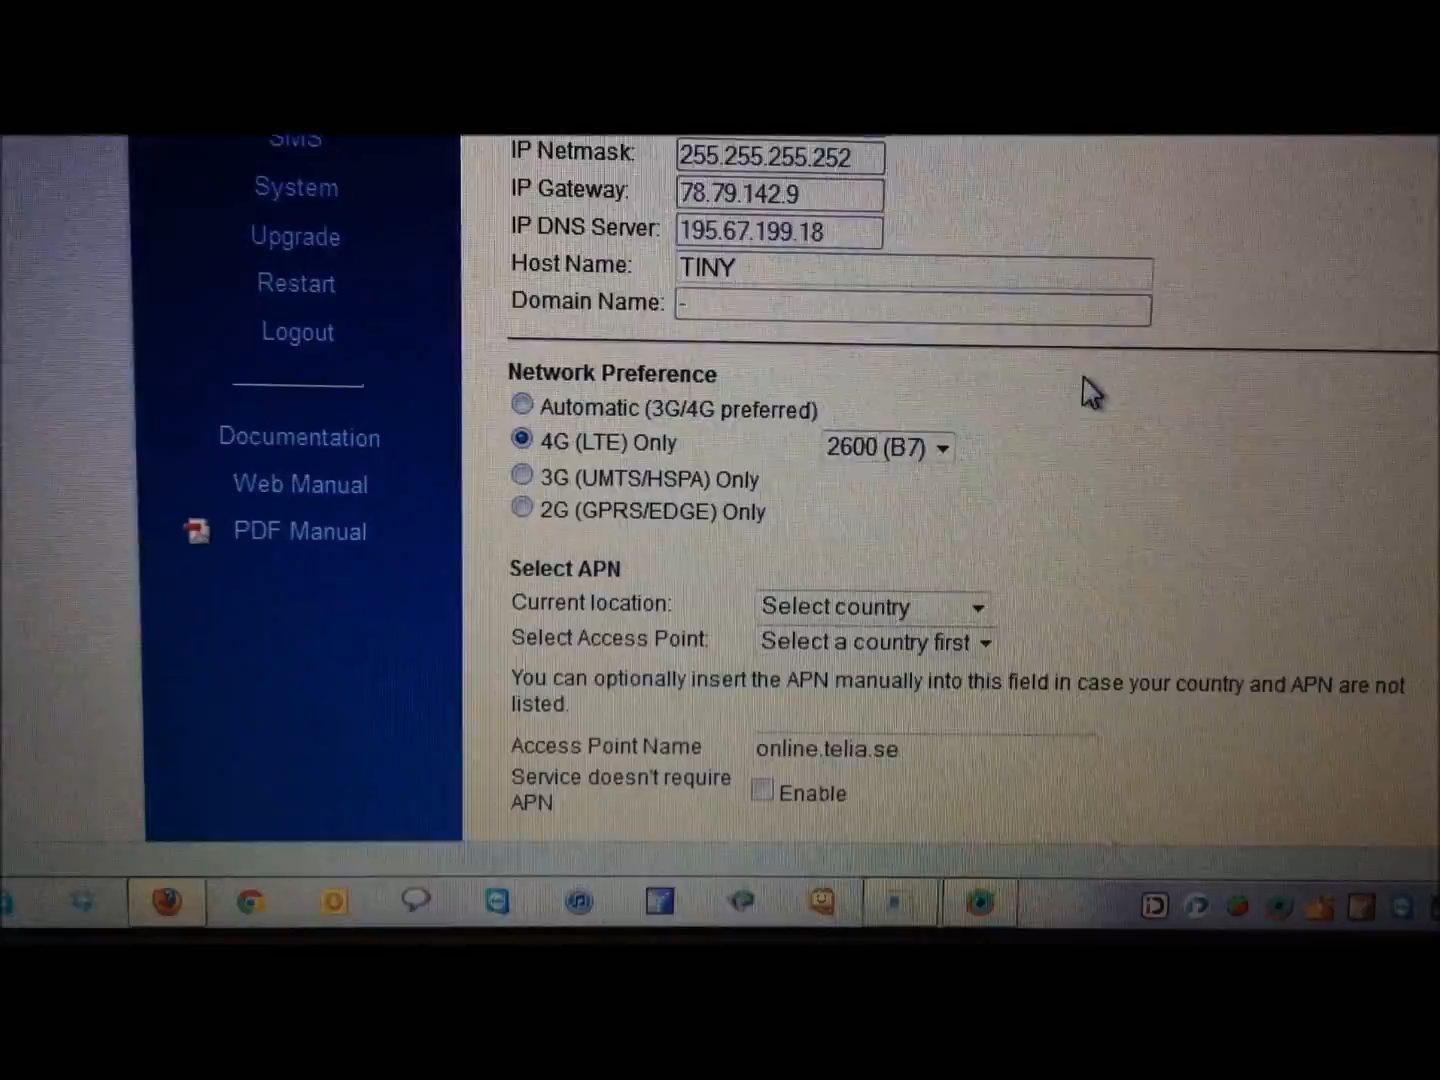 SMS
System
Upgrade
Restart
Logout
Documentation
Web Manual
PDF Manual
IP Netmask: 255.255.255.252
IP Gateway: 78.79.142.9
IP DNS Server: 195.67.199.18
Host Name: TINY
Domain Name: -
Network Preference
Automatic (3G/4G preferred)
4G (LTE) Only 2600 (B7)
3G (UMTS/HSPA) Only
2G (GPRS/EDGE) Only
Select APN
Current location: Select country
Select Access Point: Select a country first
You can optionally insert the APN manually into this field in case your country and APN are not
listed.
Access Point Name online.telia.se
Service doesn't require
APN
Enable